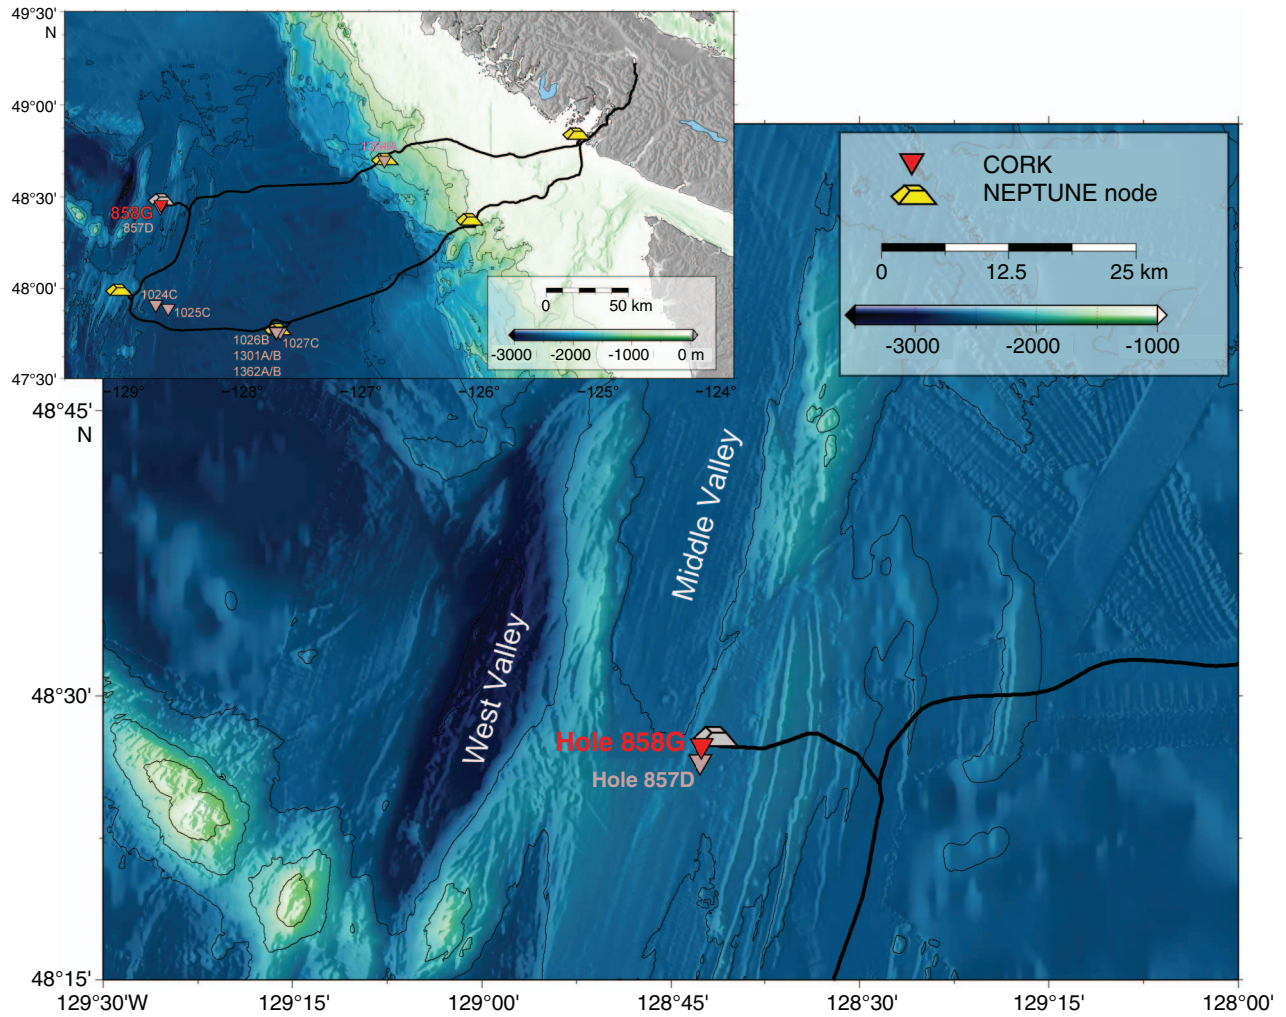 49°30'
N
49°00'
48°30'
48°00'
47°30'
−129°
−128°
−127°
−126°
−125°
−124°
1364A
858G
857D
1024C
1025C
1026B
1027C
1301A/B
1362A/B
0
50 km
-3000
-2000
-1000
0 m
CORK
NEPTUNE node
0
12.5
25 km
-3000
-2000
-1000
48°45'
N
48°30'
48°15'
Middle Valley
West Valley
Hole 858G
Hole 857D
129°30'W
129°15'
129°00'
128°45'
128°30'
129°15'
128°00'